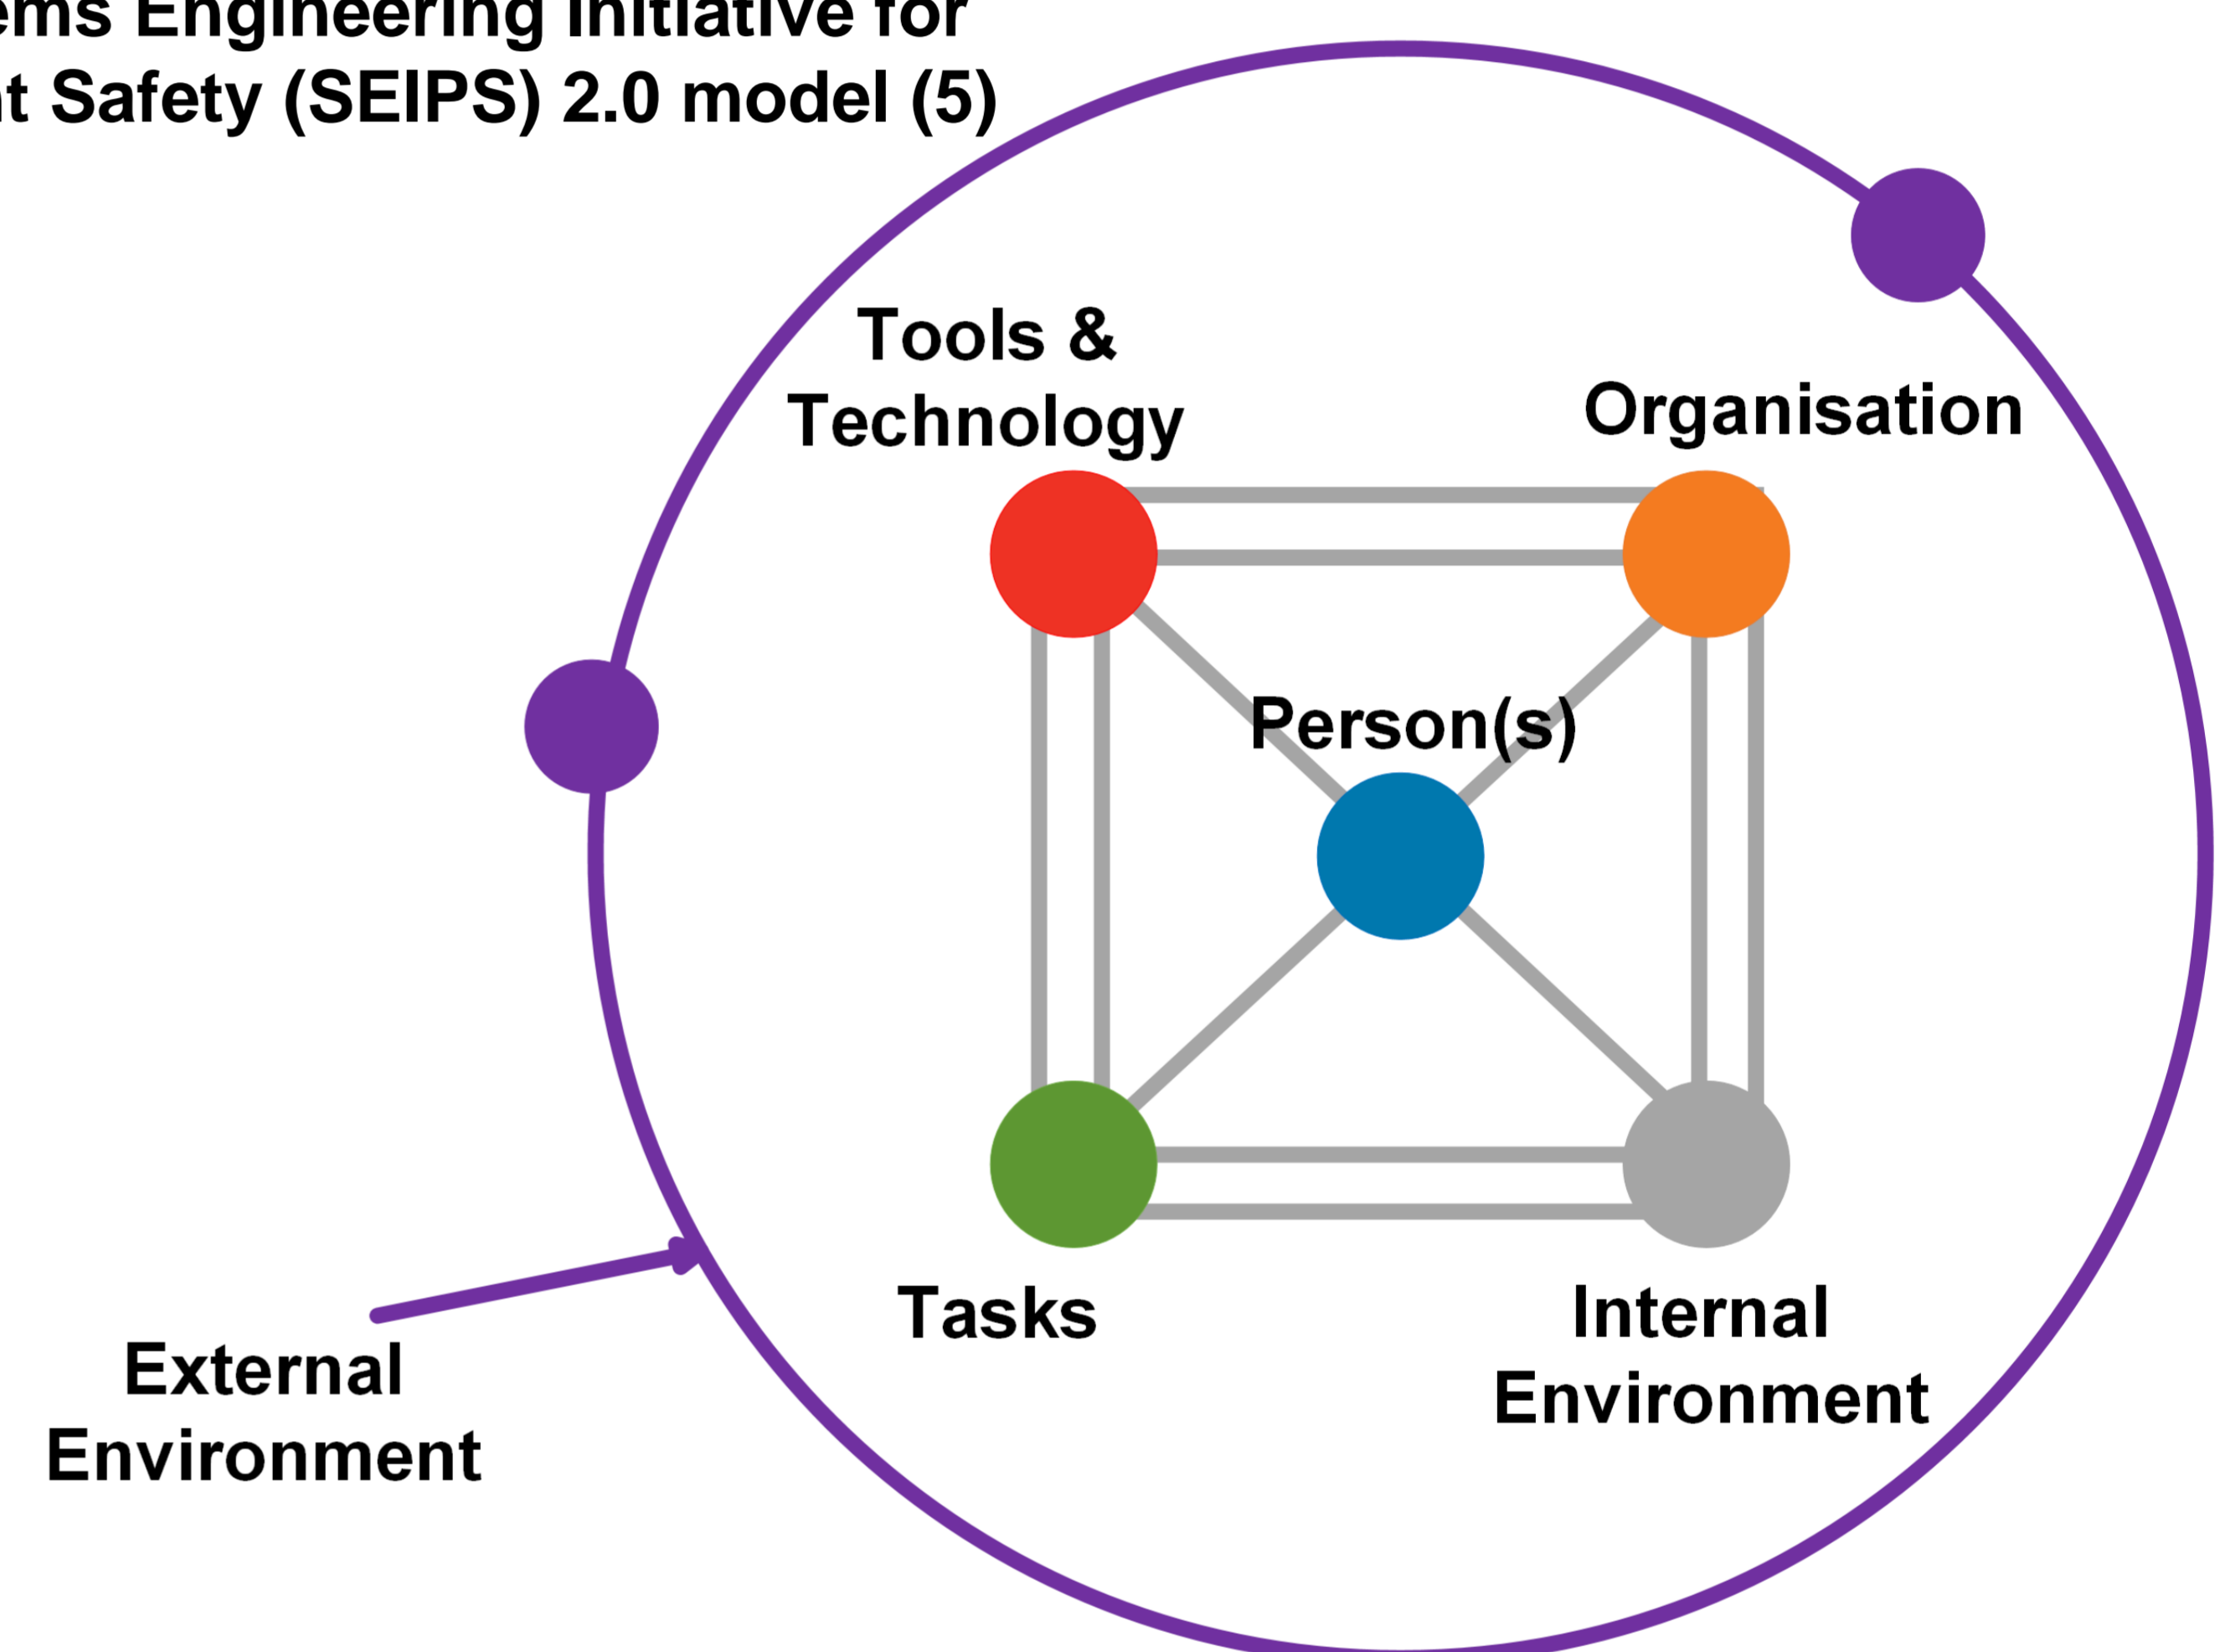 ems Engineering Initiative for
t Safety (SEIPS) 2.0 model (5)
Tools &
Technology
Organisation
Person(s)
Tasks
Internal
Environment
External
Environment